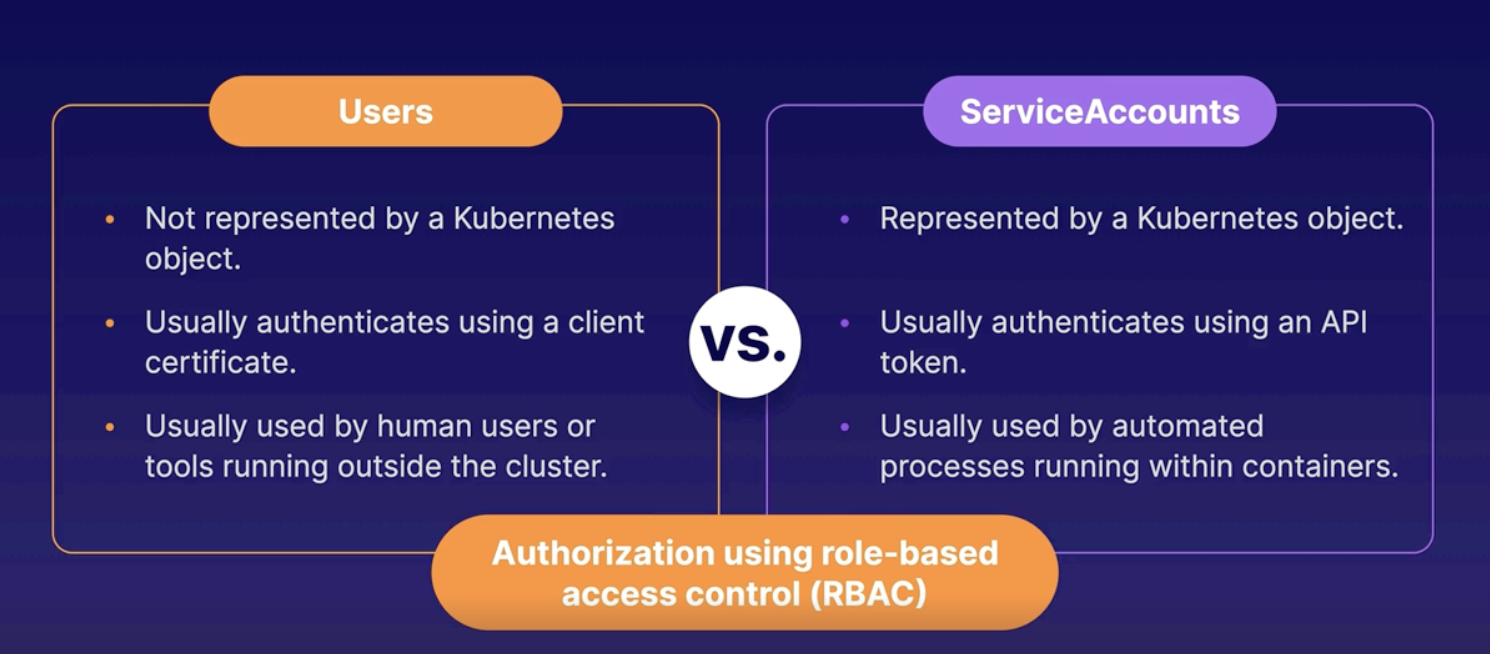 Users
• Not represented by a Kubernetes
object.
• Usually authenticates using a client
certificate.
• Usually used by human users or
tools running outside the cluster.
vs.
ServiceAccounts
• Represented by a Kubernetes object.
• Usually authenticates using an API
token.
• Usually used by automated
processes running within containers.
Authorization using role-based
access control (RBAC)